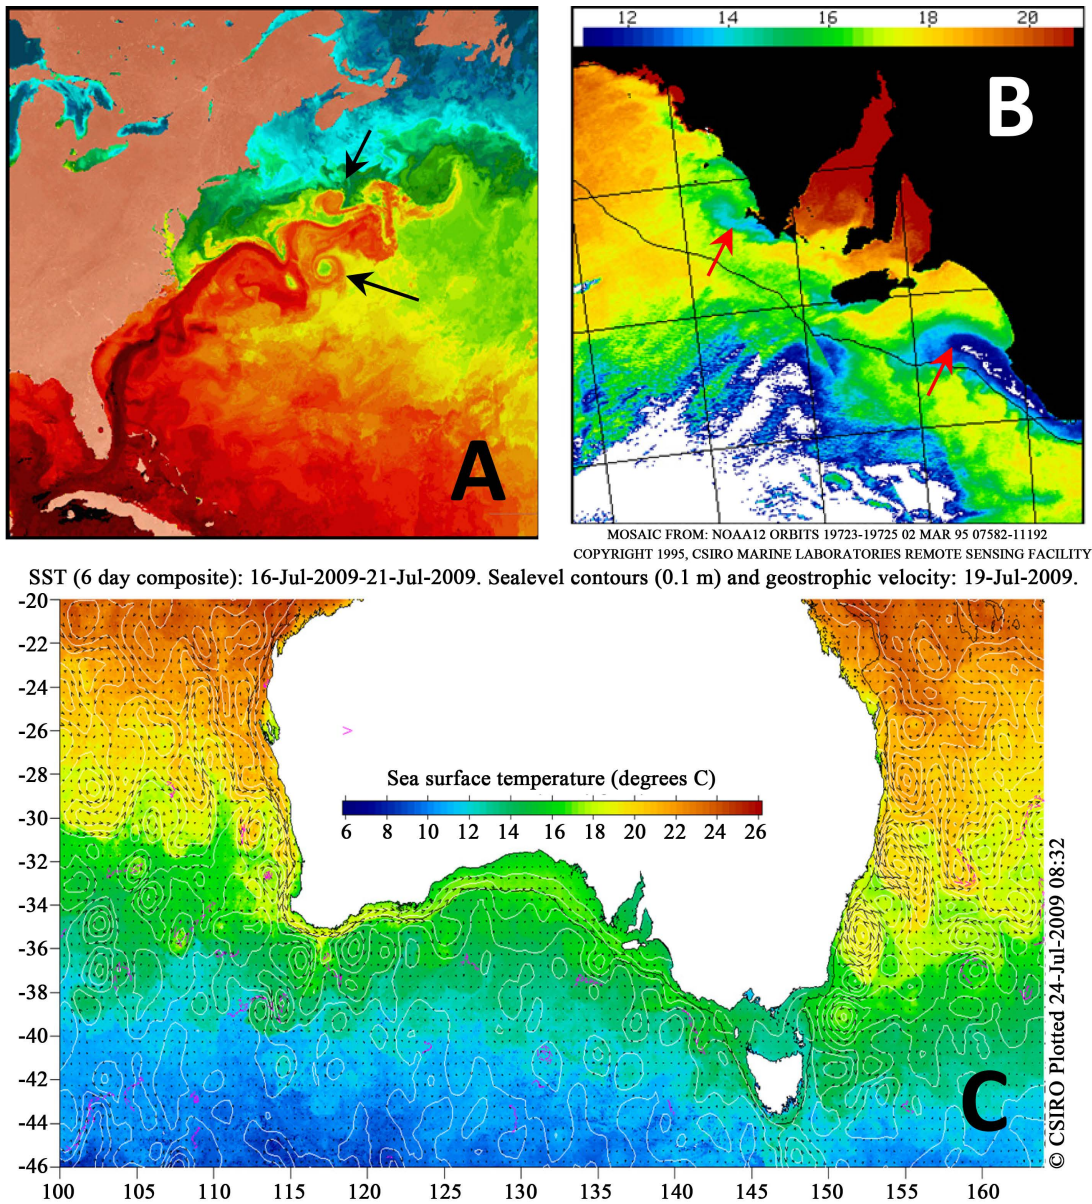 A
12 14 16 18 20
B
MOSAIC FROM: NOAA12 ORBITS 19723-19725 02 MAR 95 07582-11192
COPYRIGHT 1995, CSIRO MARINE LABORATORIES REMOTE SENSING FACILITY
SST (6 day composite): 16-Jul-2009-21-Jul-2009. Sealevel contours (0.1 m) and geostrophic velocity: 19-Jul-2009.
-20
-22
-24
-26
-28
-30
-32
-34
-36
-38
-40
-42
-44
-46
Sea surface temperature (degrees C)
6 8 10 12 14 16 18 20 22 24 26
C
© CSIRO Plotted 24-Jul-2009 08:32
100 105 110 115 120 125 130 135 140 145 150 155 160